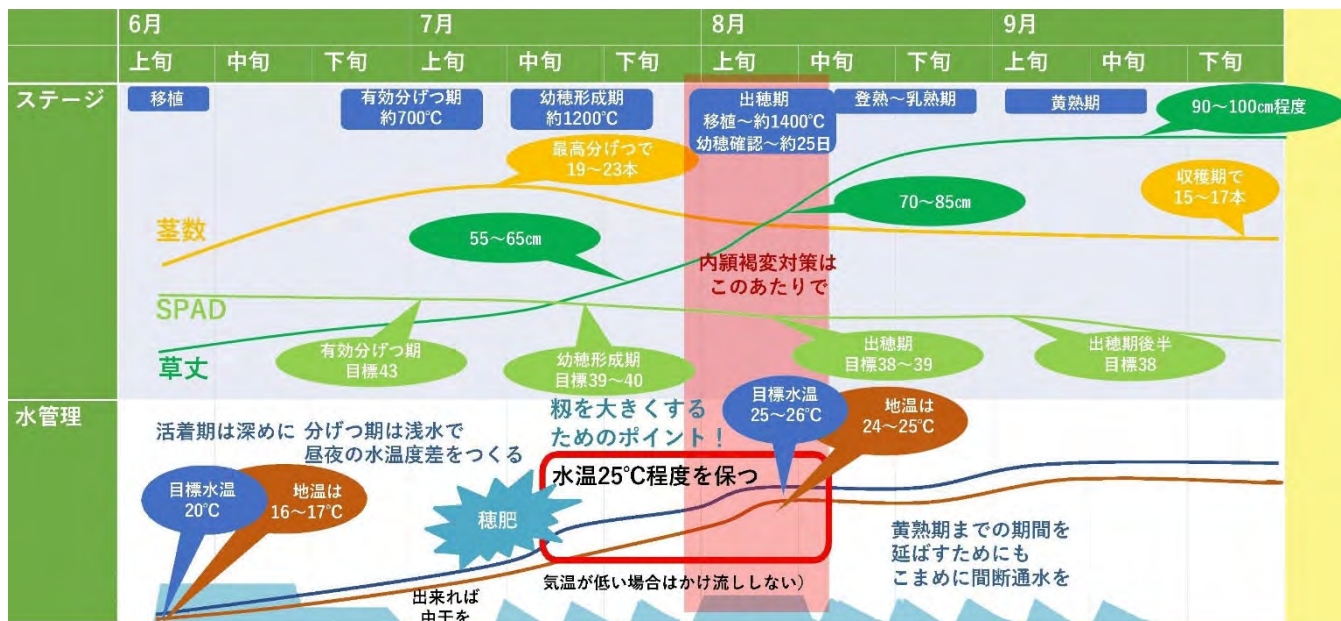 6月
7月
8月
9月
上旬
中旬
下旬
上旬
中旬
下旬
上旬
中旬
下旬
上旬
中旬
下旬
ステージ
移植
有効分げつ期
約700℃
幼穂形成期
約1200℃
出穂期
移植～約1400℃
幼穂確認～約25日
登熟～乳熟期
黄熟期
90～100㎝程度
最高分げつで
19～23本
収穫期で
15～17本
70～85㎝
55～65㎝
茎数
内穎褐変対策は
このあたりで
SPAD
草丈
有効分げつ期
目標43
幼穂形成期
目標39～40
出穂期
目標38～39
出穂期後半
目標38
水管理
活着期は深めに
分げつ期は浅水で
昼夜の水温度差をつくる
籾を大きくする
ためのポイント！
目標水温
25～26℃
地温は
24～25℃
水温25℃程度を保つ
目標水温
20℃
地温は
16～17℃
穂肥
黄熟期までの期間を
延ばすためにも
こまめに間断通水を
気温が低い場合はかけ流ししない）
出来れば
中干を